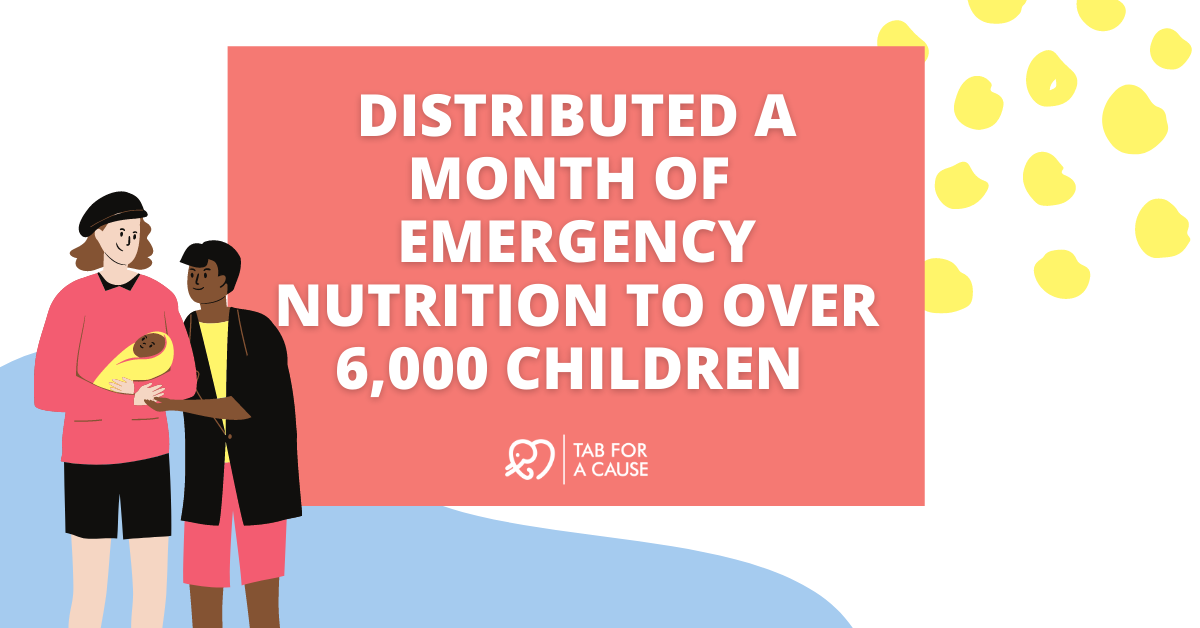 DISTRIBUTED A
MONTH OF
EMERGENCY
NUTRITION TO OVER
6,000 CHILDREN
TAB FOR
A CAUSE